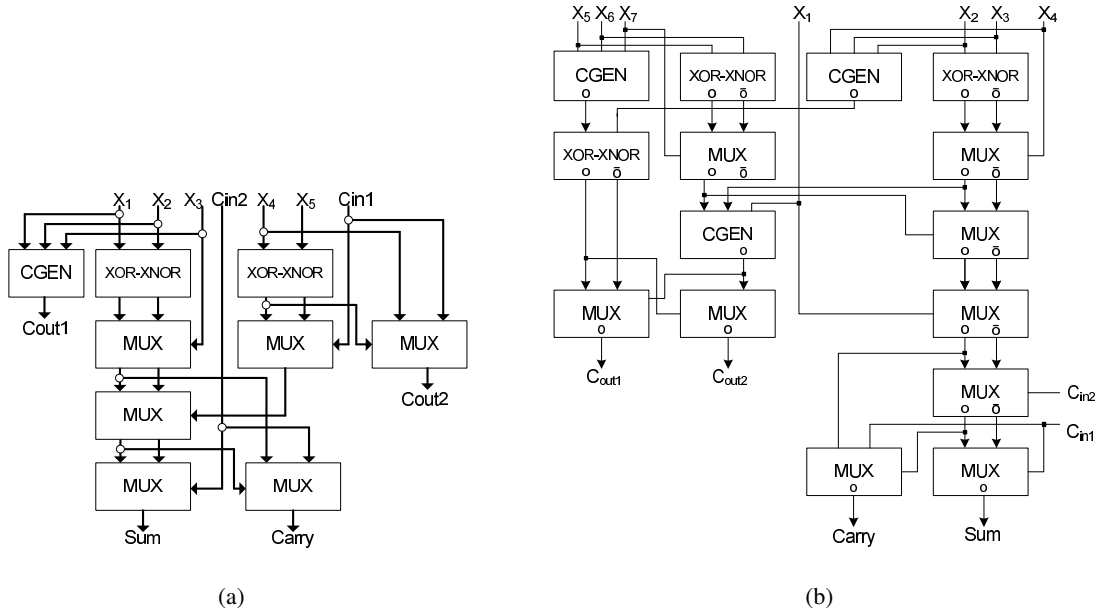 X5 X6 X7 X1 X2 X3 X4
CGEN
o
XOR-XNOR
o ō
CGEN
o
XOR-XNOR
o ō
XOR-XNOR
o ō
MUX
o ō
MUX
o ō
CGEN
o
MUX
o ō
MUX
o
MUX
o
MUX
o ō
Cout1
Cout2
MUX
o ō
Cin2
Cin1
MUX
o
MUX
o
Carry
Sum
X1 X2 X3 Cin2 X4 X5 Cin1
CGEN
XOR-XNOR
XOR-XNOR
Cout1
MUX
MUX
MUX
Cout2
MUX
MUX
MUX
Sum
Carry
(a)
(b)